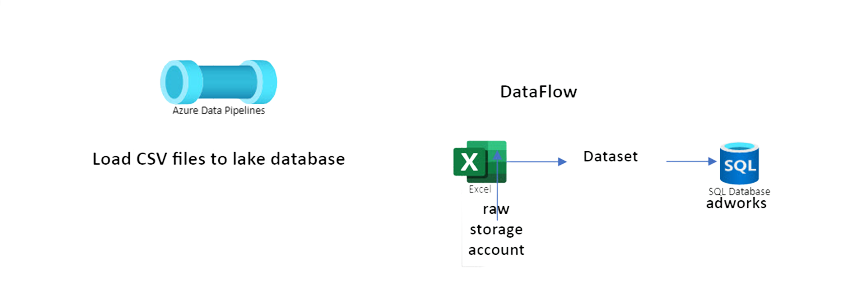 Azure Data Pipelines
Load CSV files to lake database
DataFlow
X
Excel
raw
storage
account
Dataset
SQL
SQL Database
adworks